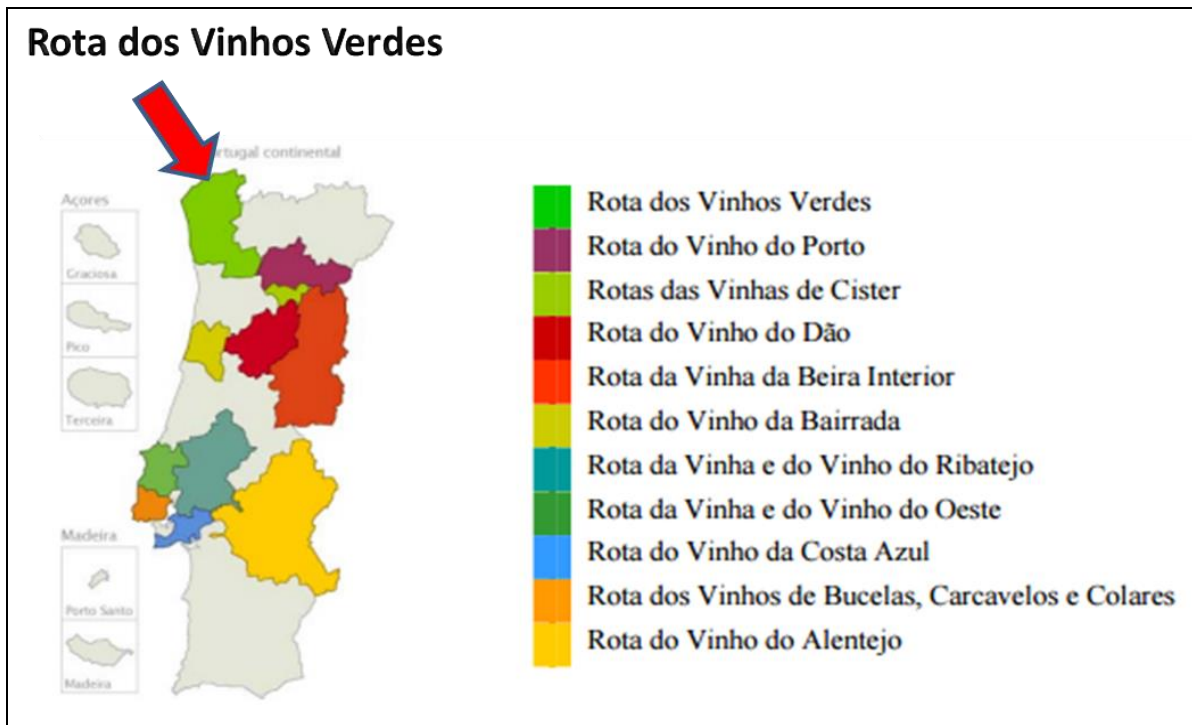 Rota dos Vinhos Verdes
ortugal continental
Açores
Graciosa
Pico
Terceira
Madeira
Porto Santo
Madeira
Rota dos Vinhos Verdes
Rota do Vinho do Porto
Rotas das Vinhas de Cister
Rota do Vinho do Dão
Rota da Vinha da Beira Interior
Rota do Vinho da Bairrada
Rota da Vinha e do Vinho do Ribatejo
Rota da Vinha e do Vinho do Oeste
Rota do Vinho da Costa Azul
Rota dos Vinhos de Bucelas, Carcavelos e Colares
Rota do Vinho do Alentejo